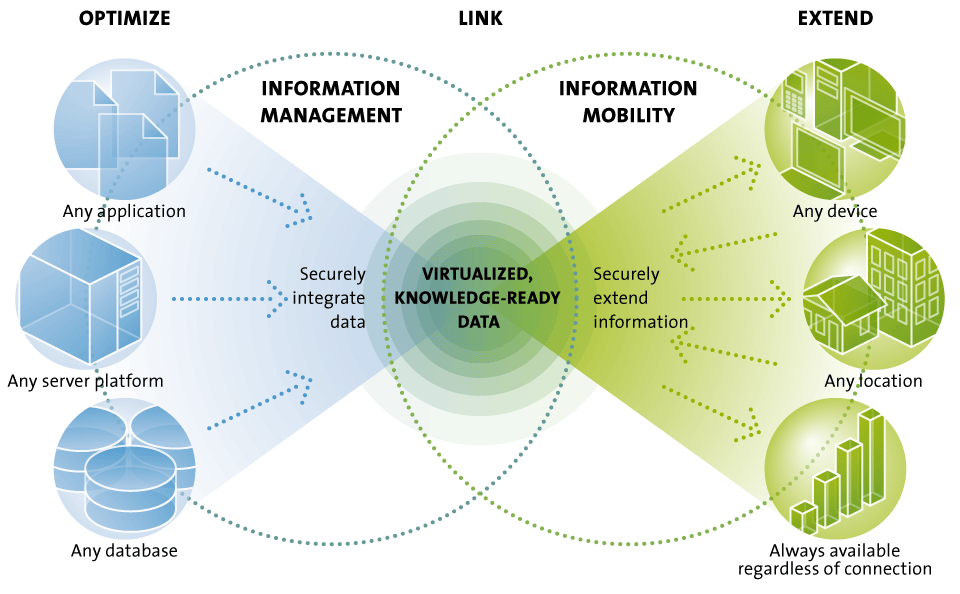 OPTIMIZE
LINK
EXTEND
INFORMATION
MANAGEMENT
INFORMATION
MOBILITY
Any application
Any device
Securely
integrate
data
VIRTUALIZED,
KNOWLEDGE-READY
DATA
Securely
extend
information
Any server platform
Any location
Any database
Always available
regardless of connection